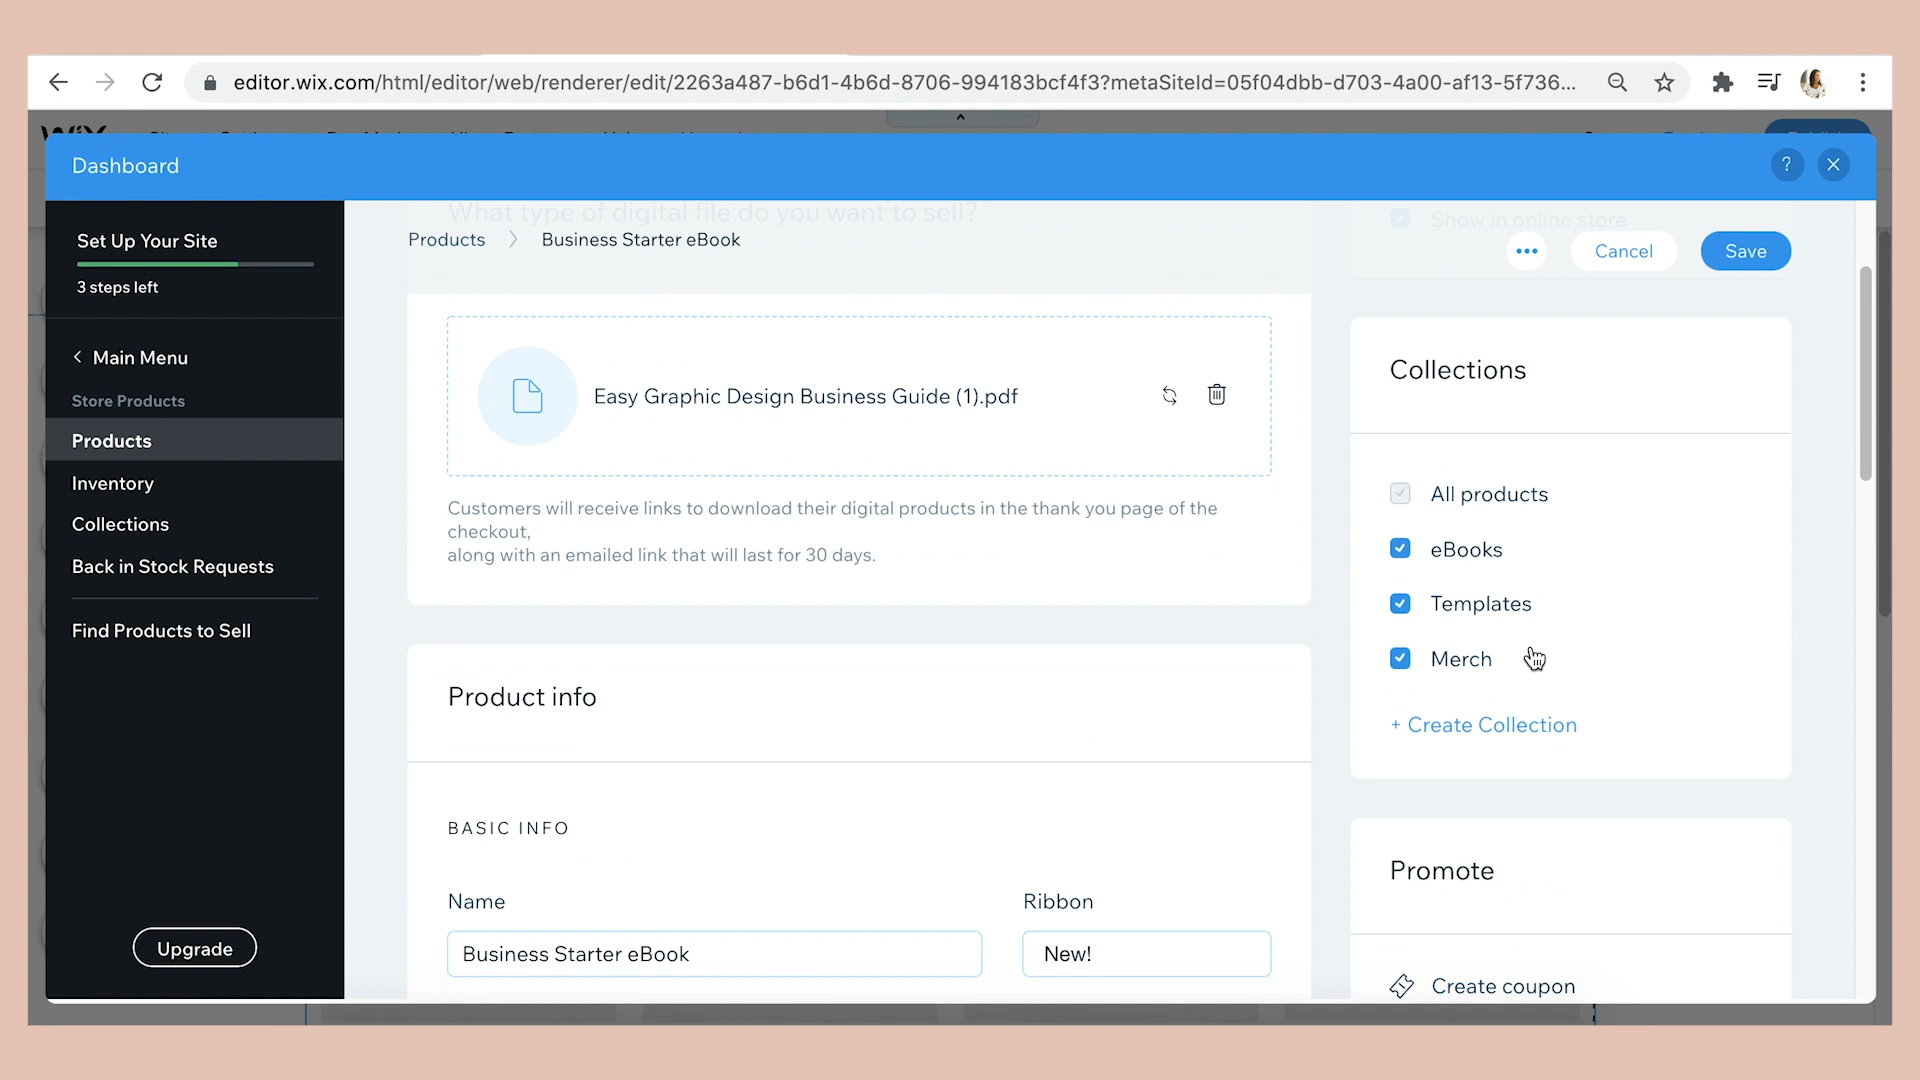 editor.wix.com/html/editor/web/renderer/edit/2263a487-b6d1-4b6d-8706-994183bcf4f3?metaSiteId=05f04dbb-d703-4a00-af13-5f736...
Dashboard
?
Set Up Your Site
3 steps left
Main Menu
Store Products
Products
Inventory
Collections
Back in Stock Requests
Find Products to Sell
Upgrade
What type of digital file do you want to sell?
Products > Business Starter eBook
Show in online store
Cancel
Save
Easy Graphic Design Business Guide (1).pdf
Customers will receive links to download their digital products in the thank you page of the
checkout,
along with an emailed link that will last for 30 days.
Product info
BASIC INFO
Name
Ribbon
Business Starter eBook
New!
Collections
All products
eBooks
Templates
Merch
+ Create Collection
Promote
Create coupon